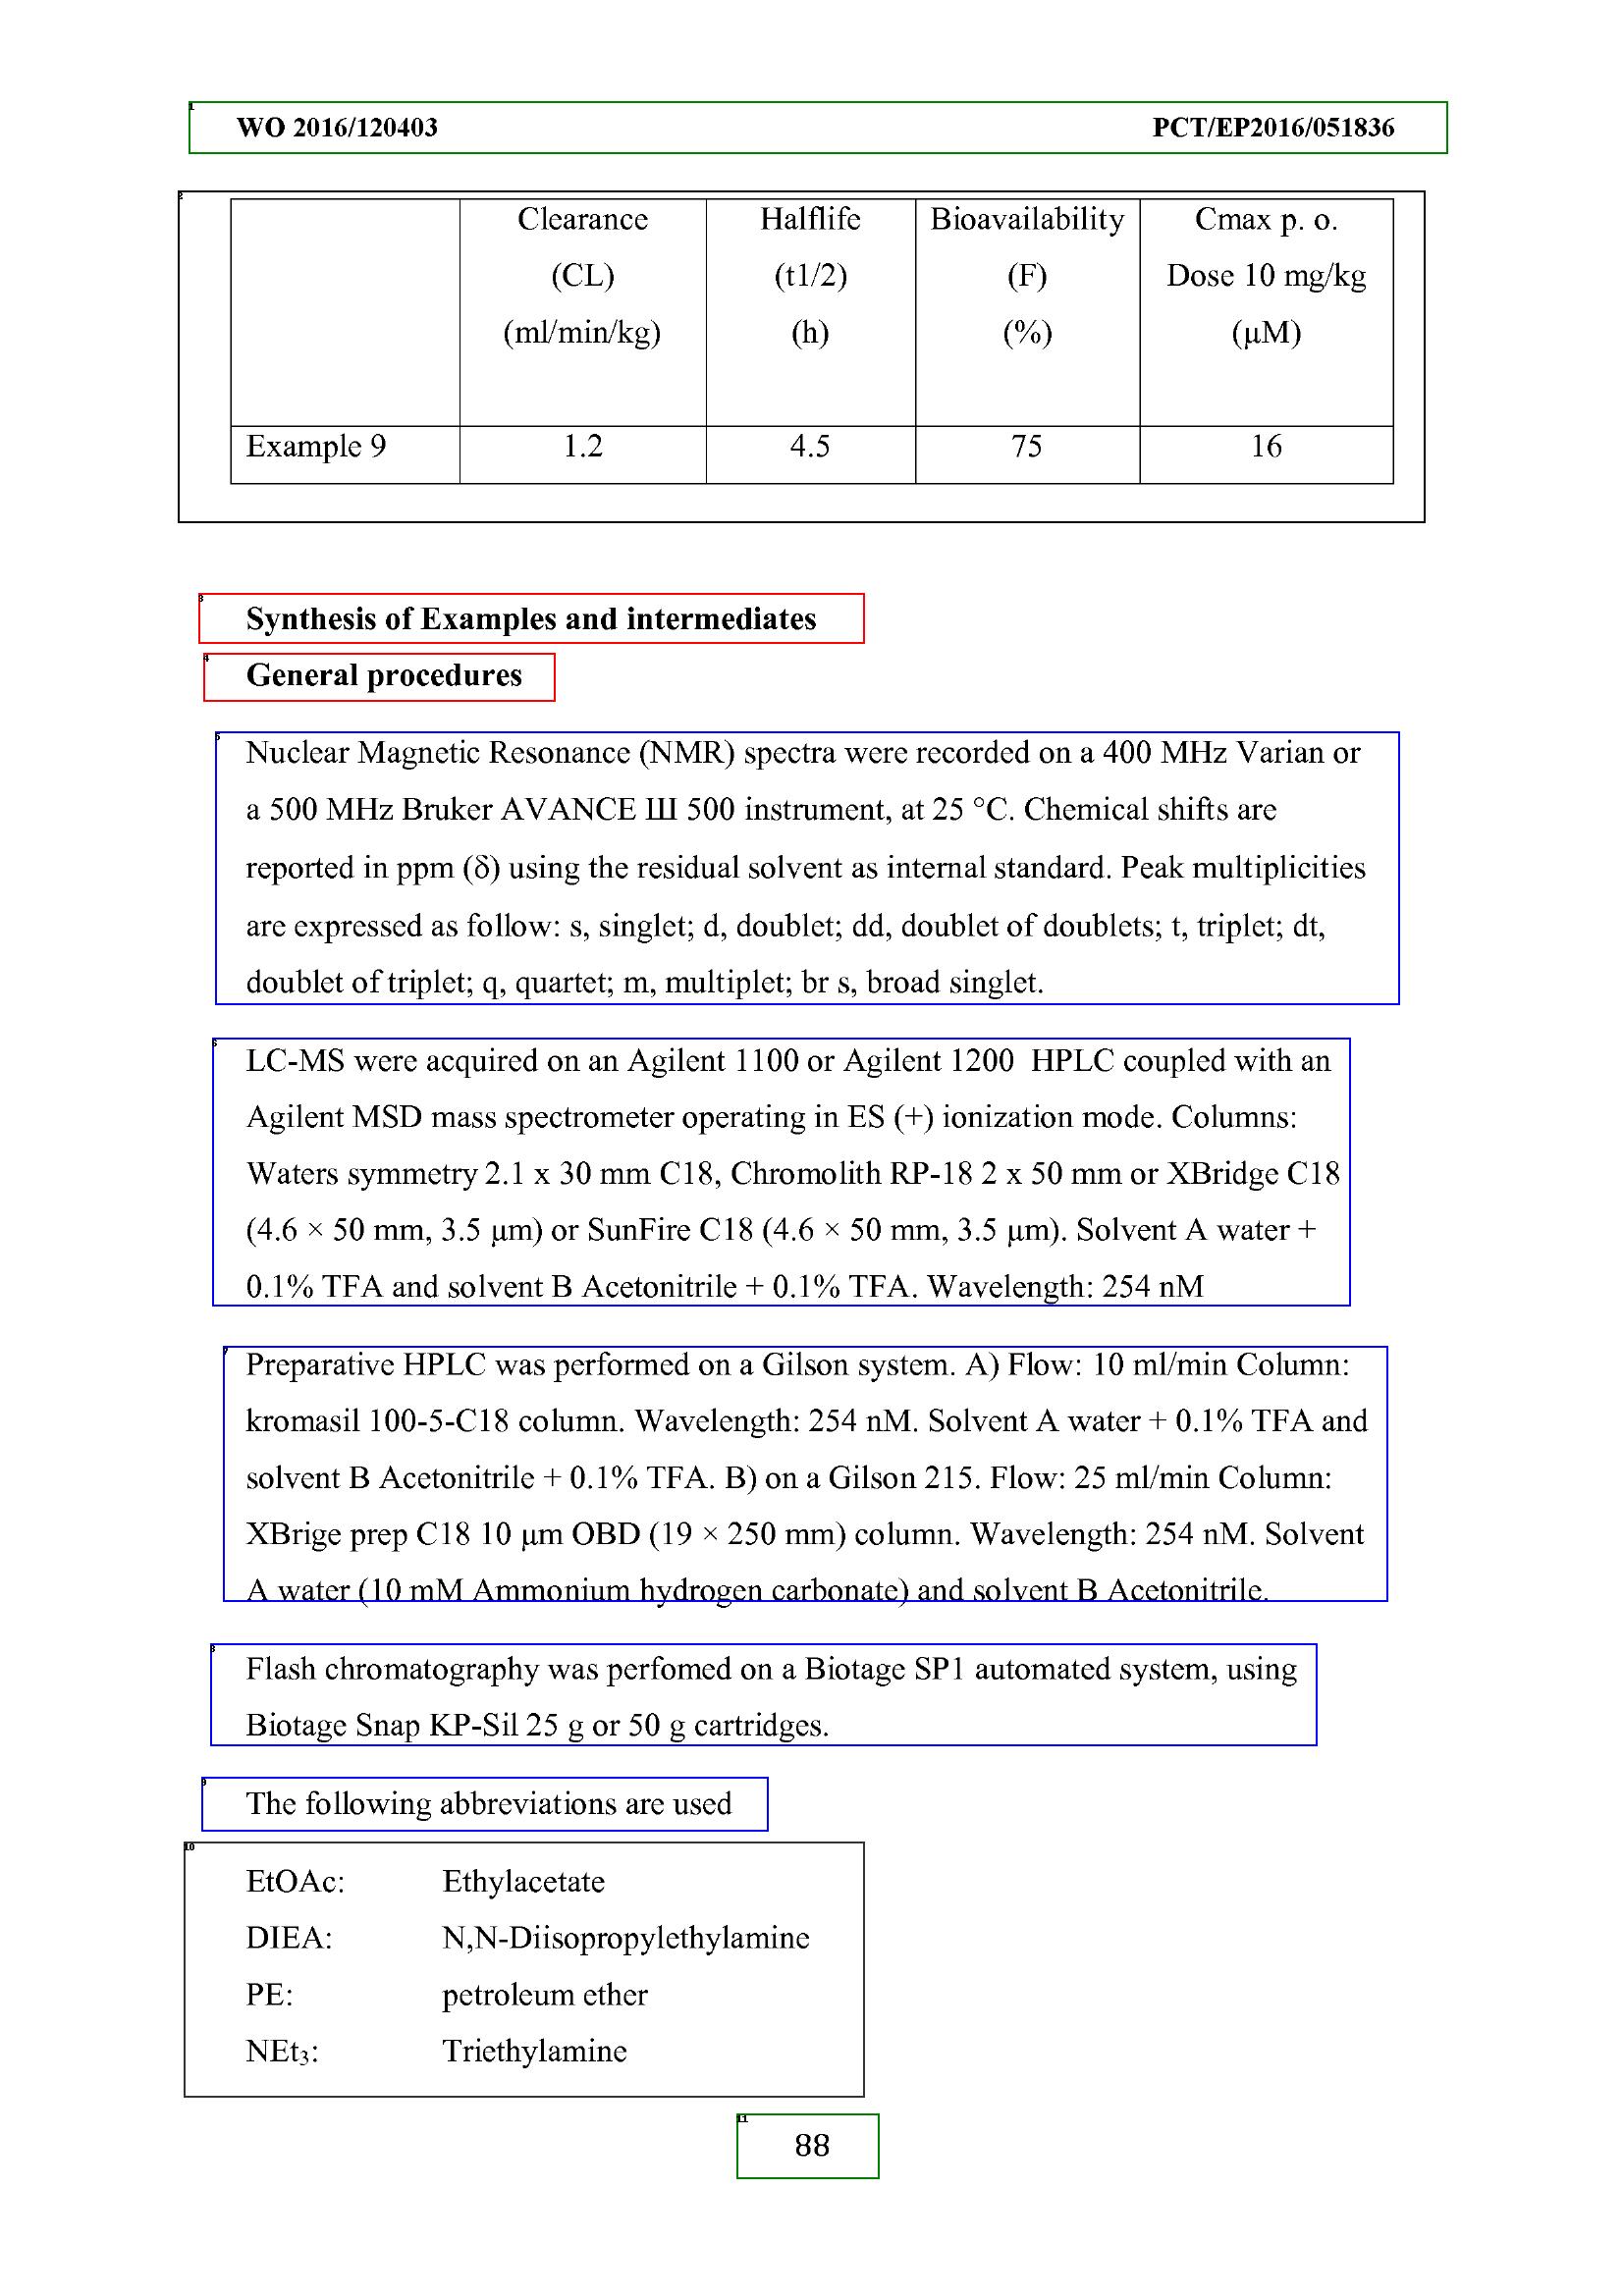 WO 2016/120403 PCT/EP2016/051836
Clearance (CL) (ml/min/kg) Halflife (t1/2) (h) Bioavailability (F) (%) Cmax p. o. Dose 10 mg/kg (µM)
Example 9 1.2 4.5 75 16
Synthesis of Examples and intermediates
General procedures
Nuclear Magnetic Resonance (NMR) spectra were recorded on a 400 MHz Varian or
a 500 MHz Bruker AVANCE III 500 instrument, at 25 °C. Chemical shifts are
reported in ppm (δ) using the residual solvent as internal standard. Peak multiplicities
are expressed as follow: s, singlet; d, doublet; dd, doublet of doublets; t, triplet; dt,
doublet of triplet; q, quartet; m, multiplet; br s, broad singlet.
LC-MS were acquired on an Agilent 1100 or Agilent 1200 HPLC coupled with an
Agilent MSD mass spectrometer operating in ES (+) ionization mode. Columns:
Waters symmetry 2.1 x 30 mm C18, Chromolith RP-18 2 x 50 mm or XBridge C18
(4.6 × 50 mm, 3.5 µm) or SunFire C18 (4.6 × 50 mm, 3.5 µm). Solvent A water +
0.1% TFA and solvent B Acetonitrile + 0.1% TFA. Wavelength: 254 nM
Preparative HPLC was performed on a Gilson system. A) Flow: 10 ml/min Column:
kromasil 100-5-C18 column. Wavelength: 254 nM. Solvent A water + 0.1% TFA and
solvent B Acetonitrile + 0.1% TFA. B) on a Gilson 215. Flow: 25 ml/min Column:
XBrige prep C18 10 µm OBD (19 × 250 mm) column. Wavelength: 254 nM. Solvent
A water (10 mM Ammonium hydrogen carbonate) and solvent B Acetonitrile.
Flash chromatography was perfomed on a Biotage SP1 automated system, using
Biotage Snap KP-Sil 25 g or 50 g cartridges.
The following abbreviations are used
EtOAc: Ethylacetate
DIEA: N,N-Diisopropylethylamine
PE: petroleum ether
NEt₃: Triethylamine
88